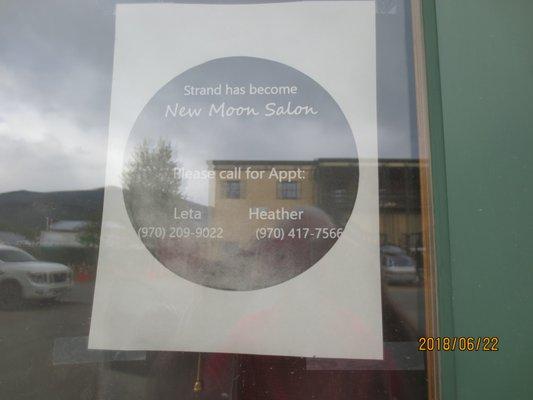 Strand has become
New Moon Salon
Please call for Appt:
Leta Heather
(970) 209-9022 (970) 417-7566
2018/06/22